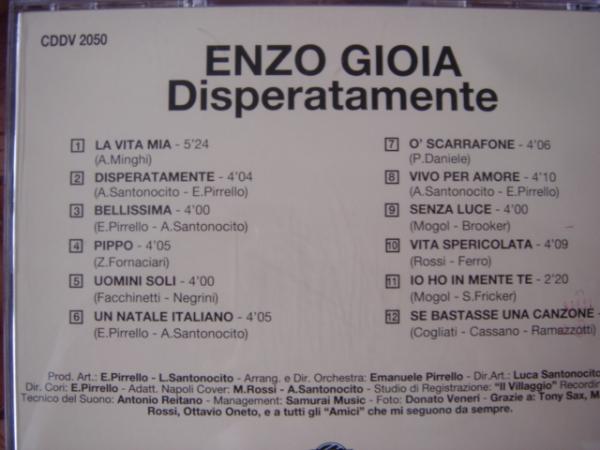 CDDV 2050
ENZO GIOIA
Disperatamente
1 LA VITA MIA - 5'24
(A.Minghi)
2 DISPERATAMENTE - 4'04
(A.Santonocito - E.Pirrello)
3 BELLISSIMA - 4'00
(E.Pirrello - A.Santonocito)
4 PIPPO - 4'05
(Z.Fornaciari)
5 UOMINI SOLI - 4'00
(Facchinetti - Negrini)
6 UN NATALE ITALIANO - 4'05
(E.Pirrello - A.Santonocito)
7 O' SCARRAFONE - 4'06
(P.Daniele)
8 VIVO PER AMORE - 4'10
(A.Santonocito - E.Pirrello)
9 SENZA LUCE - 4'00
(Mogol - Brooker)
10 VITA SPERICOLATA - 4'09
(Rossi - Ferro)
11 IO HO IN MENTE TE - 2'20
(Mogol - S.Fricker)
12 SE BASTASSE UNA CANZONE -
(Cogliati - Cassano - Ramazzotti)
Prod. Art.: E.Pirrello - L.Santonocito - Arrang. e Dir. Orchestra: Emanuele Pirrello - Dir.Art.: Luca Santonocito
Dir. Cori: E.Pirrello - Adatt. Napoli Cover: M.Rossi - A.Santonocito - Studio di Registrazione: "Il Villaggio" Recordin
Tecnico del Suono: Antonio Reitano - Management: Samurai Music - Foto: Donato Veneri - Grazie a: Tony Sax, M
Rossi, Ottavio Oneto, e a tutti gli "Amici" che mi seguono da sempre.